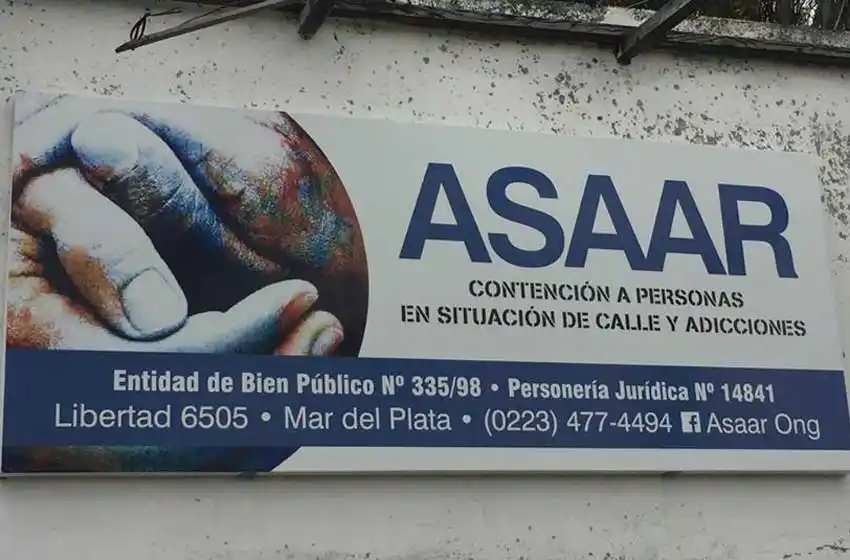 ASAAR
CONTENCIÓN A PERSONAS
EN SITUACIÓN DE CALLE Y ADICCIONES
Entidad de Bien Público Nº 335/98 • Personería Jurídica Nº 14841
Libertad 6505 • Mar del Plata • (0223) 477-4494 f Asaar Ong